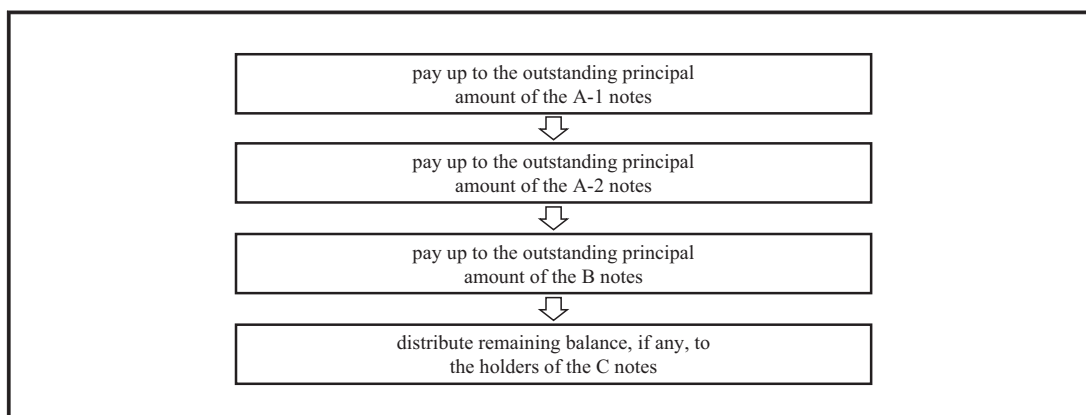 pay up to the outstanding principal
amount of the A-1 notes
pay up to the outstanding principal
amount of the A-2 notes
pay up to the outstanding principal
amount of the B notes
distribute remaining balance, if any, to
the holders of the C notes